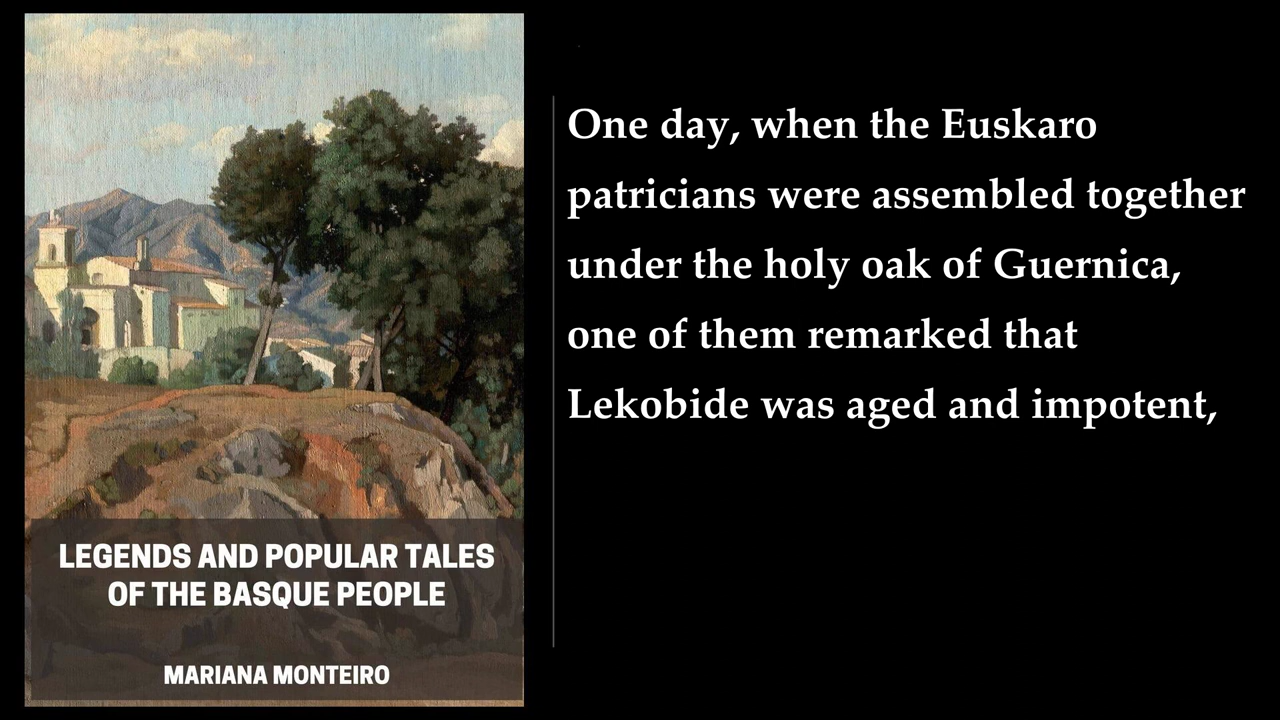 One day, when the Euskaro
patricians were assembled together
under the holy oak of Guernica,
one of them remarked that
Lekobide was aged and impotent,
LEGENDS AND POPULAR TALES
OF THE BASQUE PEOPLE
MARIANA MONTEIRO